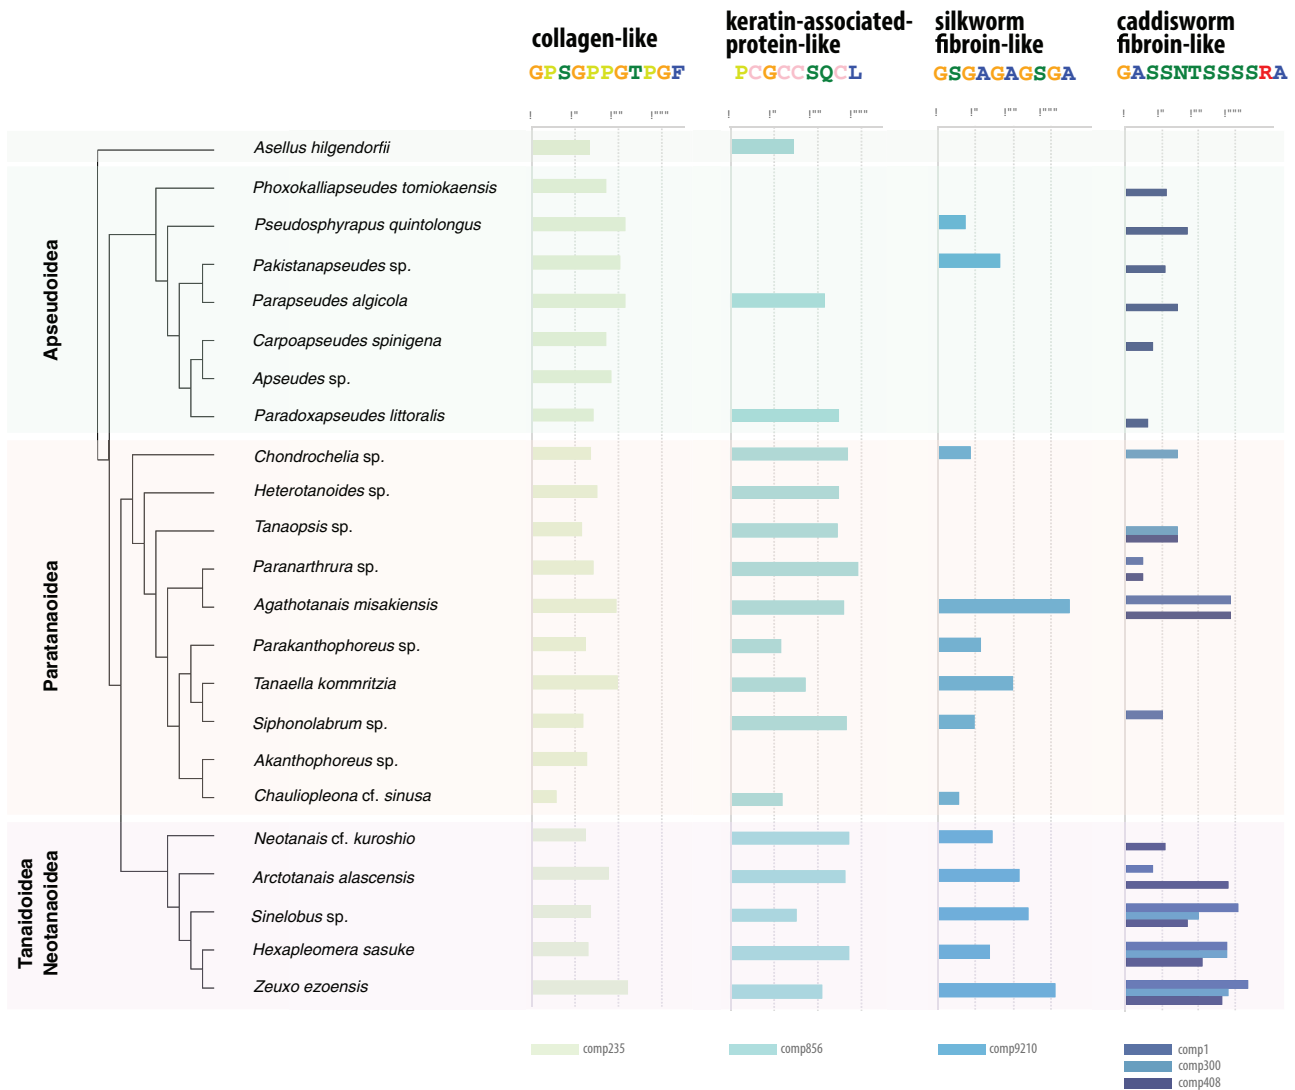 collagen-like
keratin-associated-
protein-like
silkworm
fibroin-like
caddisworm
fibroin-like
GPSGPPGTPGF
PCGCCSQCL
GSGAGAGSGA
GASSNTSSSSRA
! !" !"" !"""
! !" !"" !"""
! !" !"" !"""
! !" !"" !"""
Apseudoidea
Paratanaoidea
Tanaidoidea
Neotanaoidea
Asellus hilgendorfii
Phoxokalliapseudes tomiokaensis
Pseudosphyrapus quintolongus
Pakistanapseudes sp.
Parapseudes algicola
Carpoapseudes spinigena
Apseudes sp.
Paradoxapseudes littoralis
Chondrochelia sp.
Heterotanoides sp.
Tanaopsis sp.
Paranarthrura sp.
Agathotanais misakiensis
Parakanthophoreus sp.
Tanaella kommritzia
Siphonolabrum sp.
Akanthophoreus sp.
Chauliopleona cf. sinusa
Neotanais cf. kuroshio
Arctotanais alascensis
Sinelobus sp.
Hexapleomera sasuke
Zeuxo ezoensis
comp235
comp856
comp9210
comp1
comp300
comp408